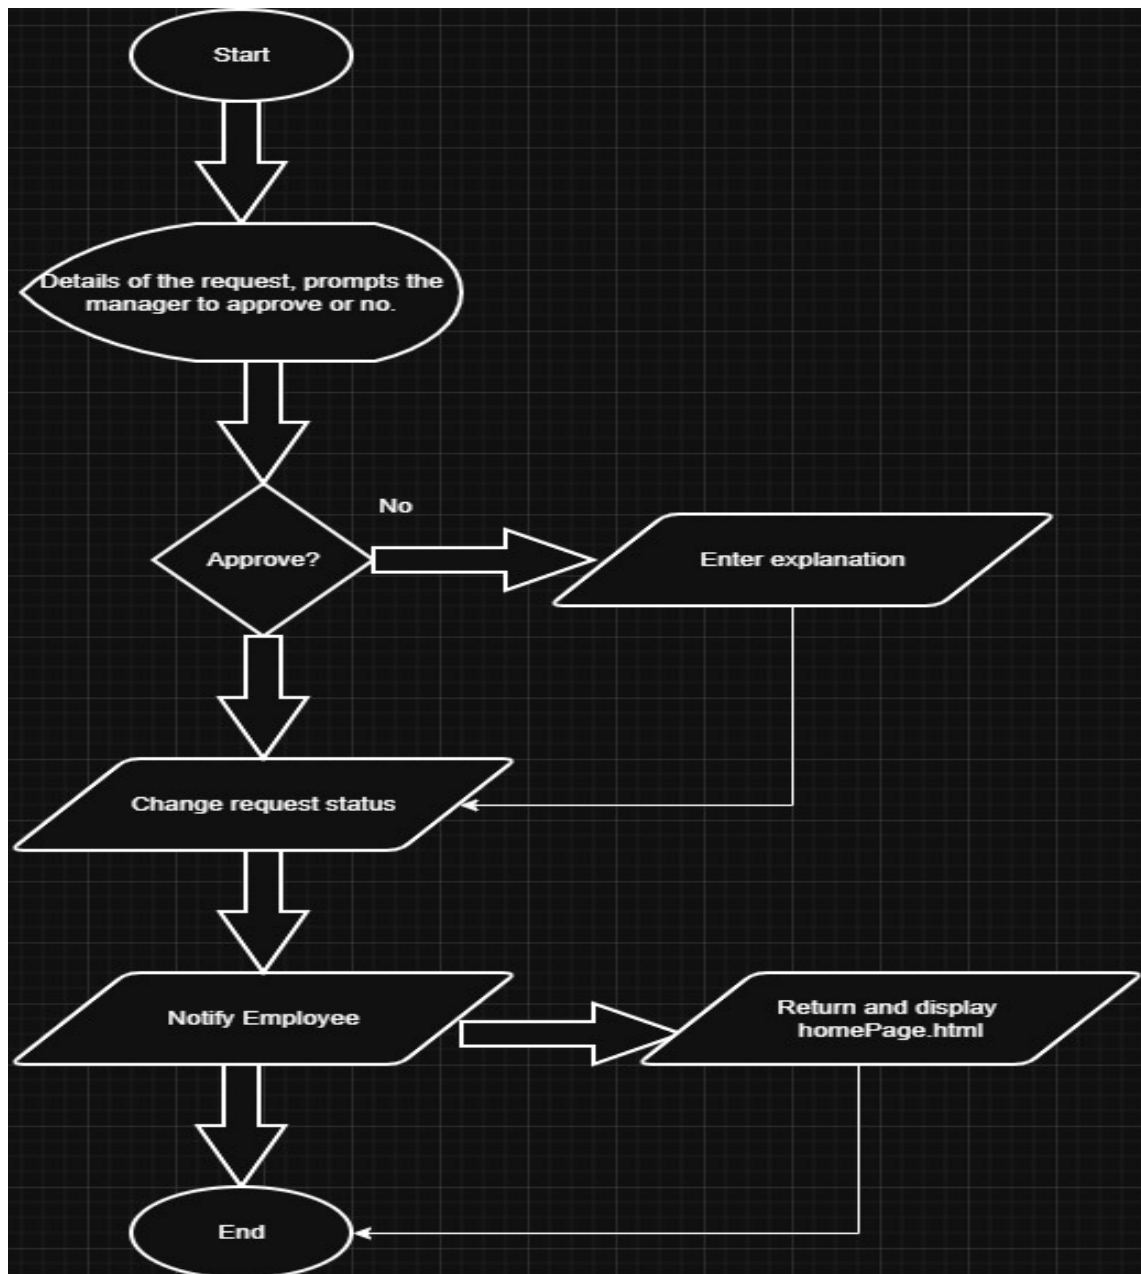 Start
Details of the request, prompts the
manager to approve or no.
No
Approve?
Enter explanation
Change request status
Notify Employee
Return and display
homePage.html
End